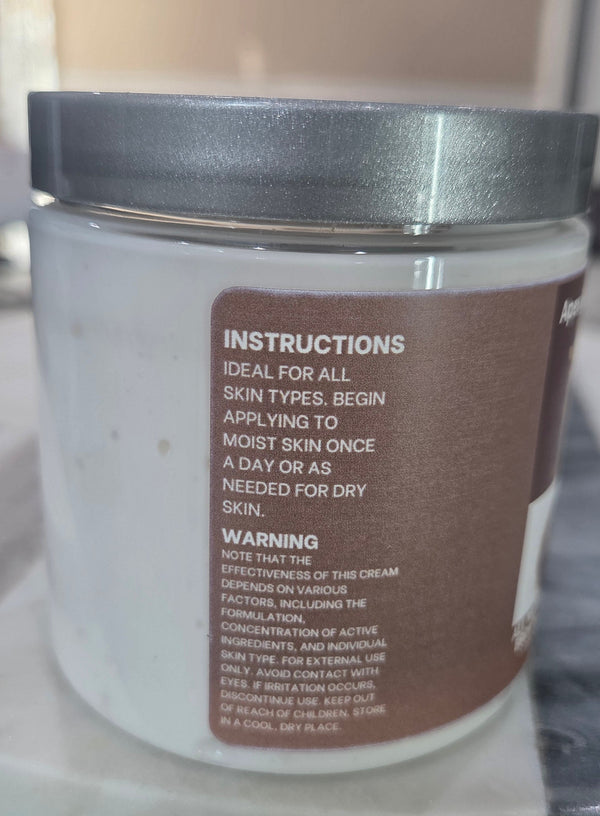 INSTRUCTIONS
IDEAL FOR ALL
SKIN TYPES. BEGIN
APPLYING TO
MOIST SKIN ONCE
A DAY OR AS
NEEDED FOR DRY
SKIN.
WARNING
NOTE THAT THE
EFFECTIVENESS OF THIS CREAM
DEPENDS ON VARIOUS
FACTORS, INCLUDING THE
FORMULATION,
CONCENTRATION OF ACTIVE
INGREDIENTS, AND INDIVIDUAL
SKIN TYPE. FOR EXTERNAL USE
ONLY. AVOID CONTACT WITH
EYES. IF IRRITATION OCCURS,
DISCONTINUE USE. KEEP OUT
OF REACH OF CHILDREN. STORE
IN A COOL, DRY PLACE.